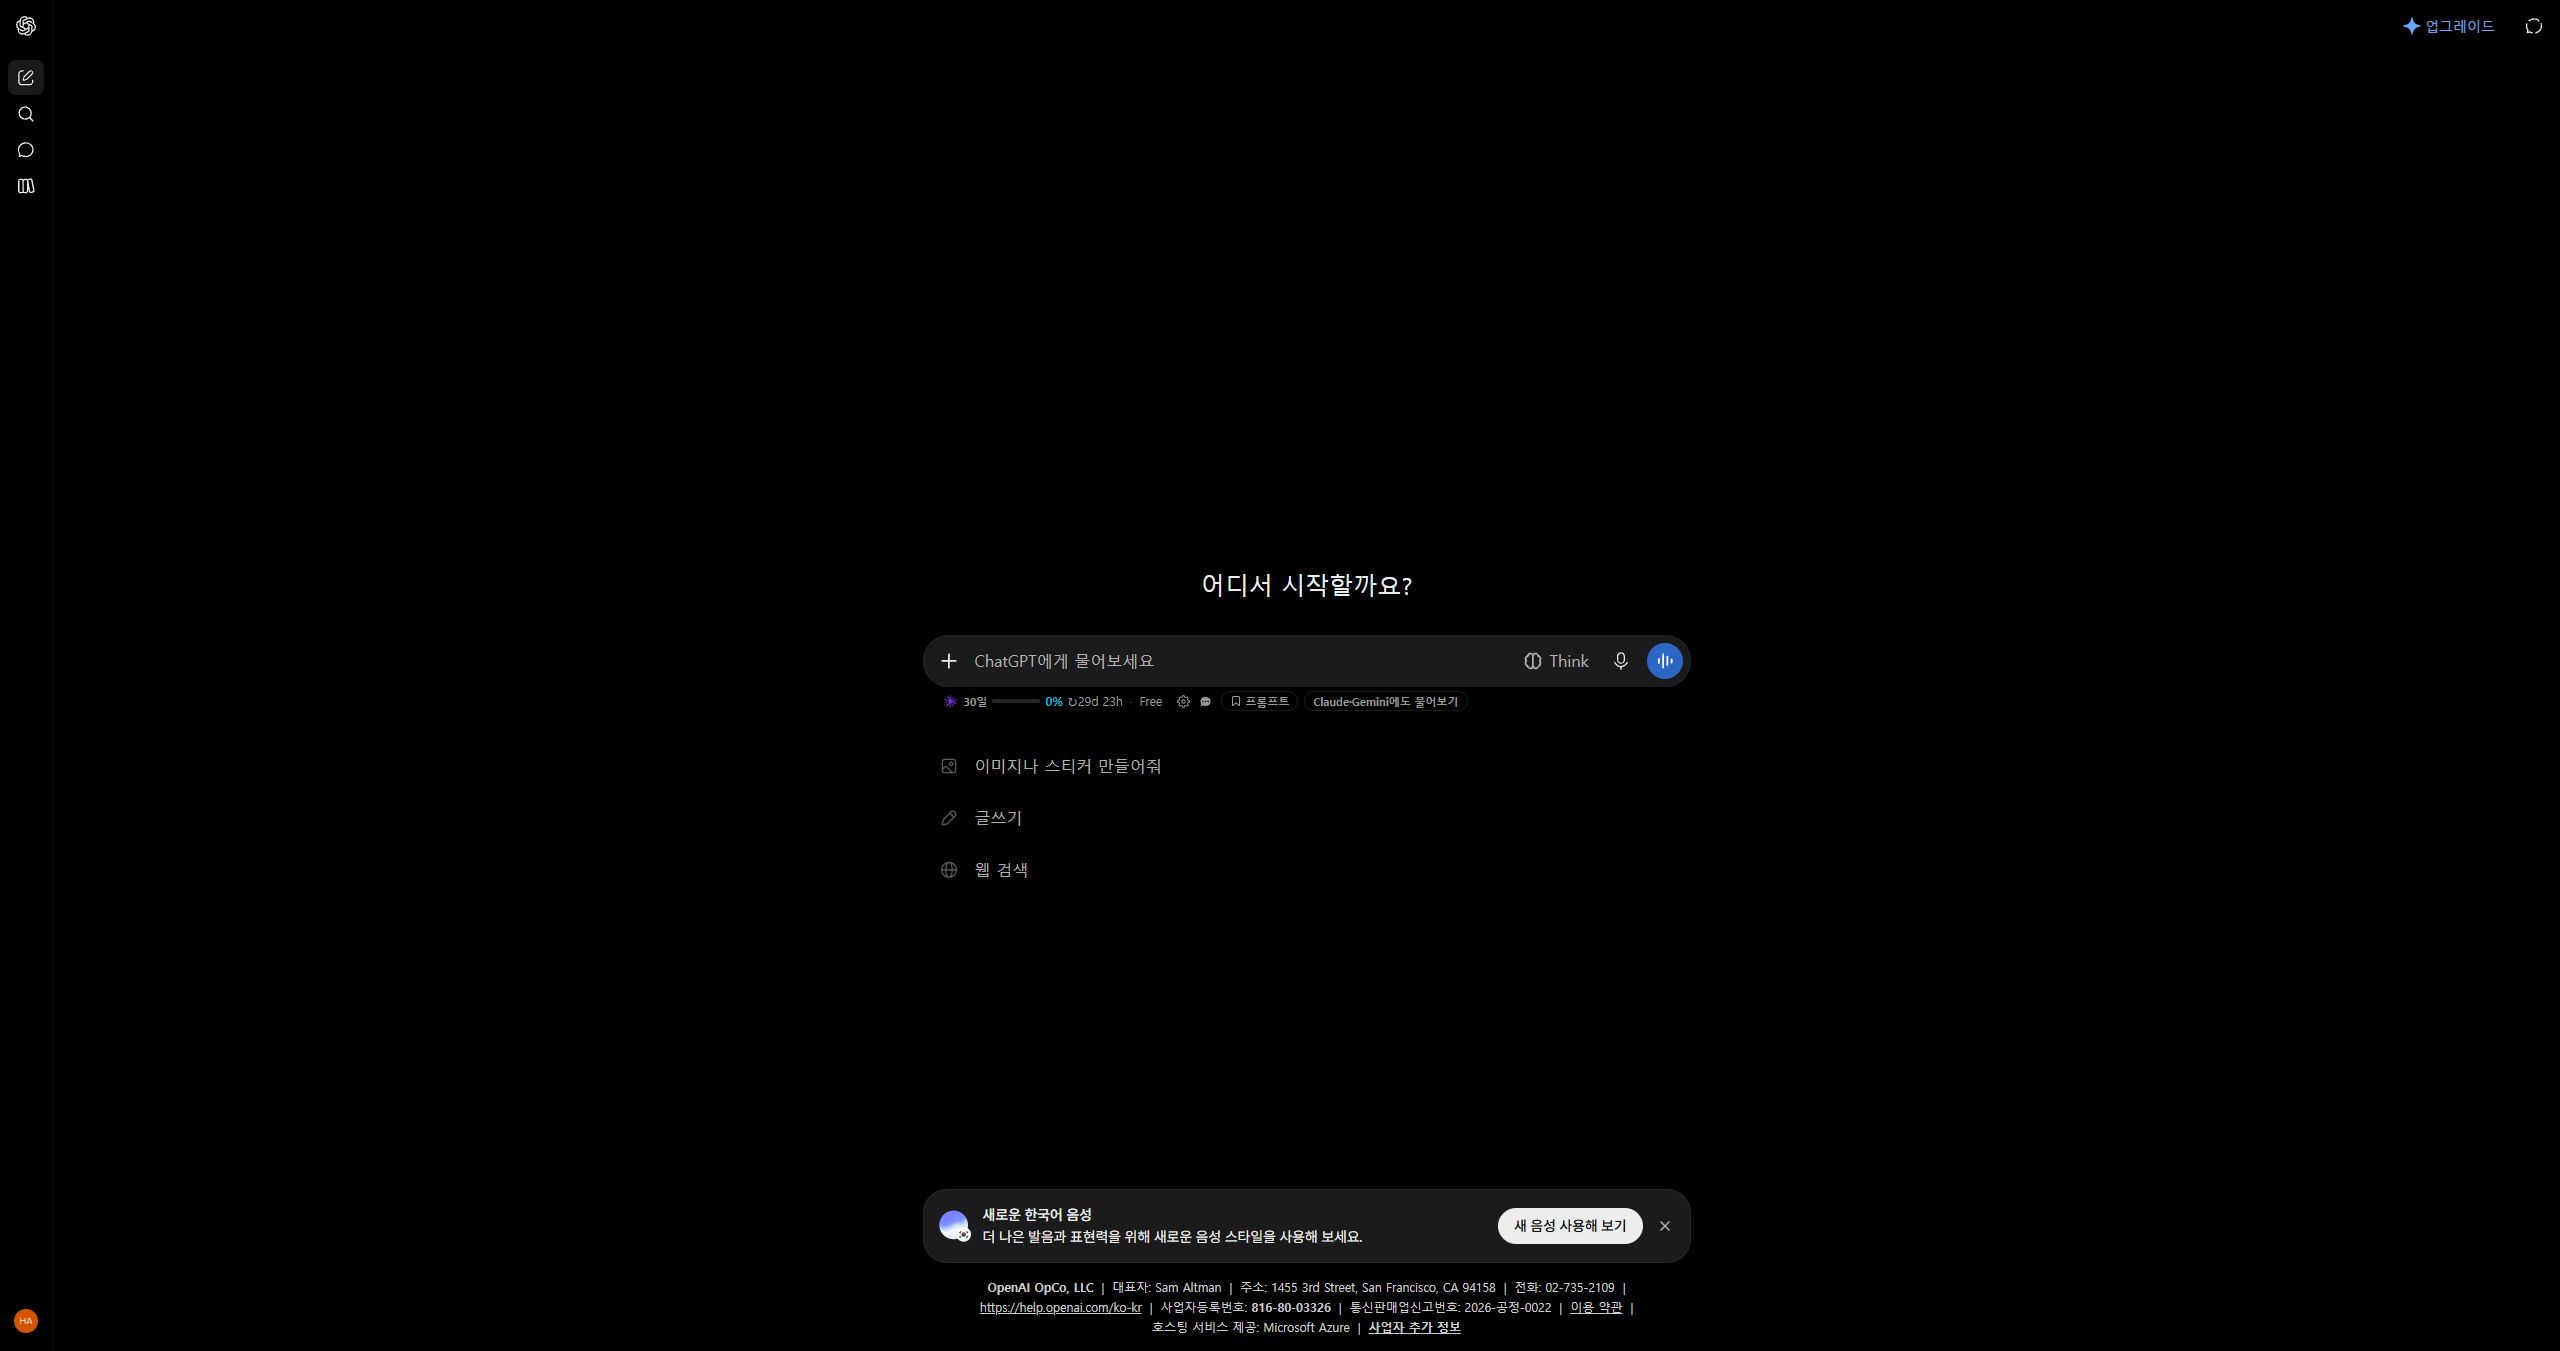 업그레이드
어디서 시작할까요?
ChatGPT에게 물어보세요
Think
30일 0% ↻29d 23h · Free 프롬프트 Claude·Gemini에도 물어보기
이미지나 스티커 만들어줘
글쓰기
웹 검색
새로운 한국어 음성
더 나은 발음과 표현력을 위해 새로운 음성 스타일을 사용해 보세요.
새 음성 사용해 보기
OpenAI OpCo, LLC | 대표자: Sam Altman | 주소: 1455 3rd Street, San Francisco, CA 94158 | 전화: 02-735-2109 |
https://help.openai.com/ko-kr | 사업자등록번호: 816-80-03326 | 통신판매업신고번호: 2026-공정-0022 | 이용 약관 |
호스팅 서비스 제공: Microsoft Azure | 사업자 추가 정보
HA